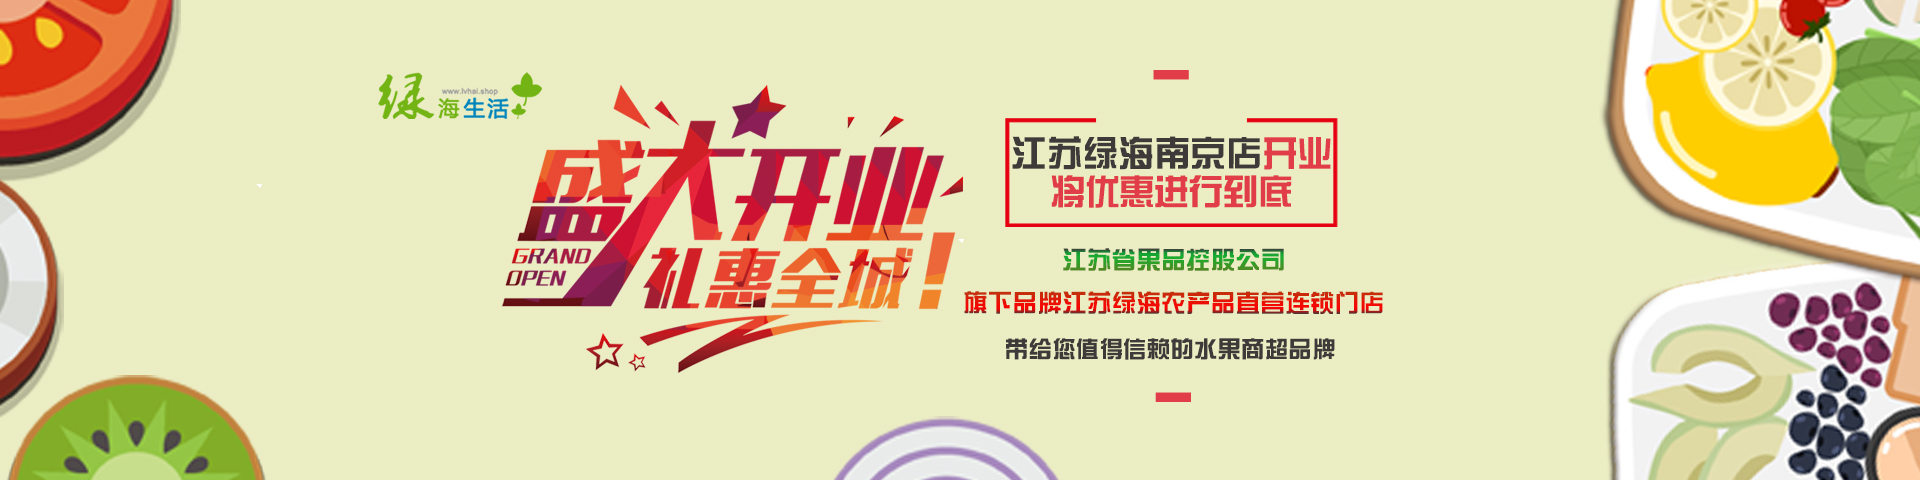 www.lvhai.shop
绿海生活
盛大开业
GRAND
OPEN
礼惠全城！
江苏绿海南京店开业
将优惠进行到底
江苏省果品控股公司
旗下品牌江苏绿海农产品直营连锁门店
带给您值得信赖的水果商超品牌